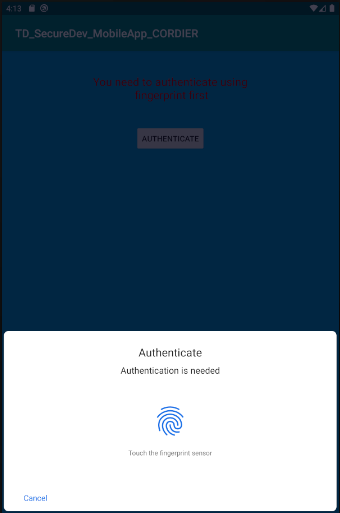 4:13
TD_SecureDev_MobileApp_CORDIER
You need to authenticate using
fingerprint first
AUTHENTICATE
Authenticate
Authentication is needed
Touch the fingerprint sensor
Cancel